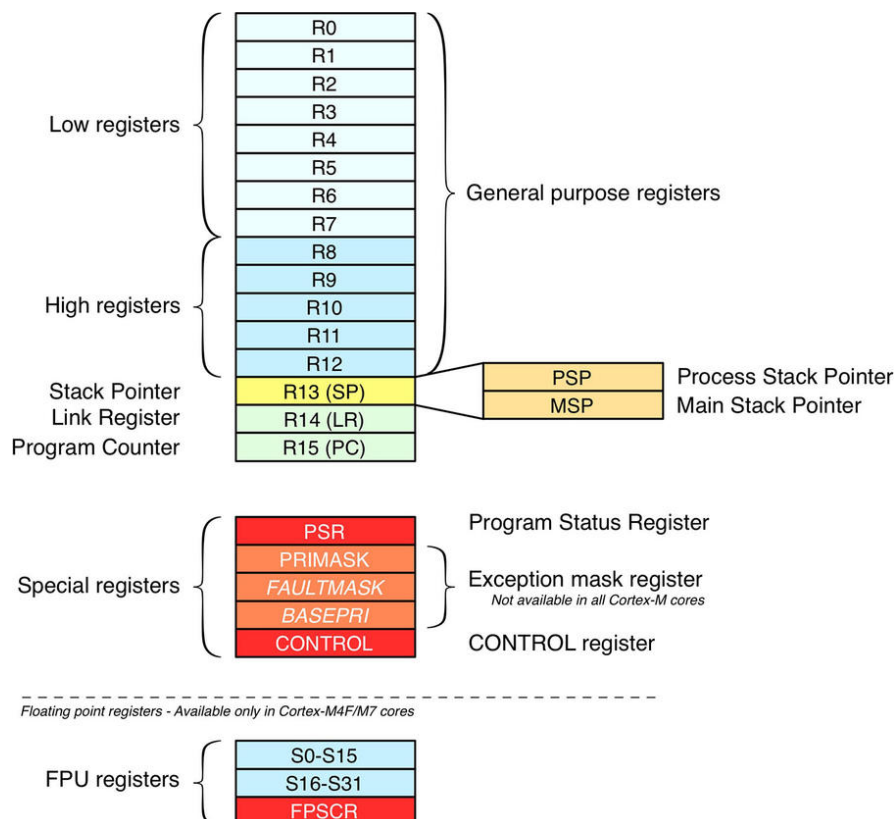 R0
R1
R2
R3
Low registers
R4
R5
R6
General purpose registers
R7
R8
R9
High registers
R10
R11
R12
PSP
Process Stack Pointer
Stack Pointer
R13 (SP)
MSP
Main Stack Pointer
Link Register
R14 (LR)
Program Counter
R15 (PC)
PSR
Program Status Register
PRIMASK
Special registers
FAULTMASK
Exception mask register
Not available in all Cortex-M cores
BASEPRI
CONTROL
CONTROL register
Floating point registers - Available only in Cortex-M4F/M7 cores
S0-S15
FPU registers
S16-S31
FPSCR